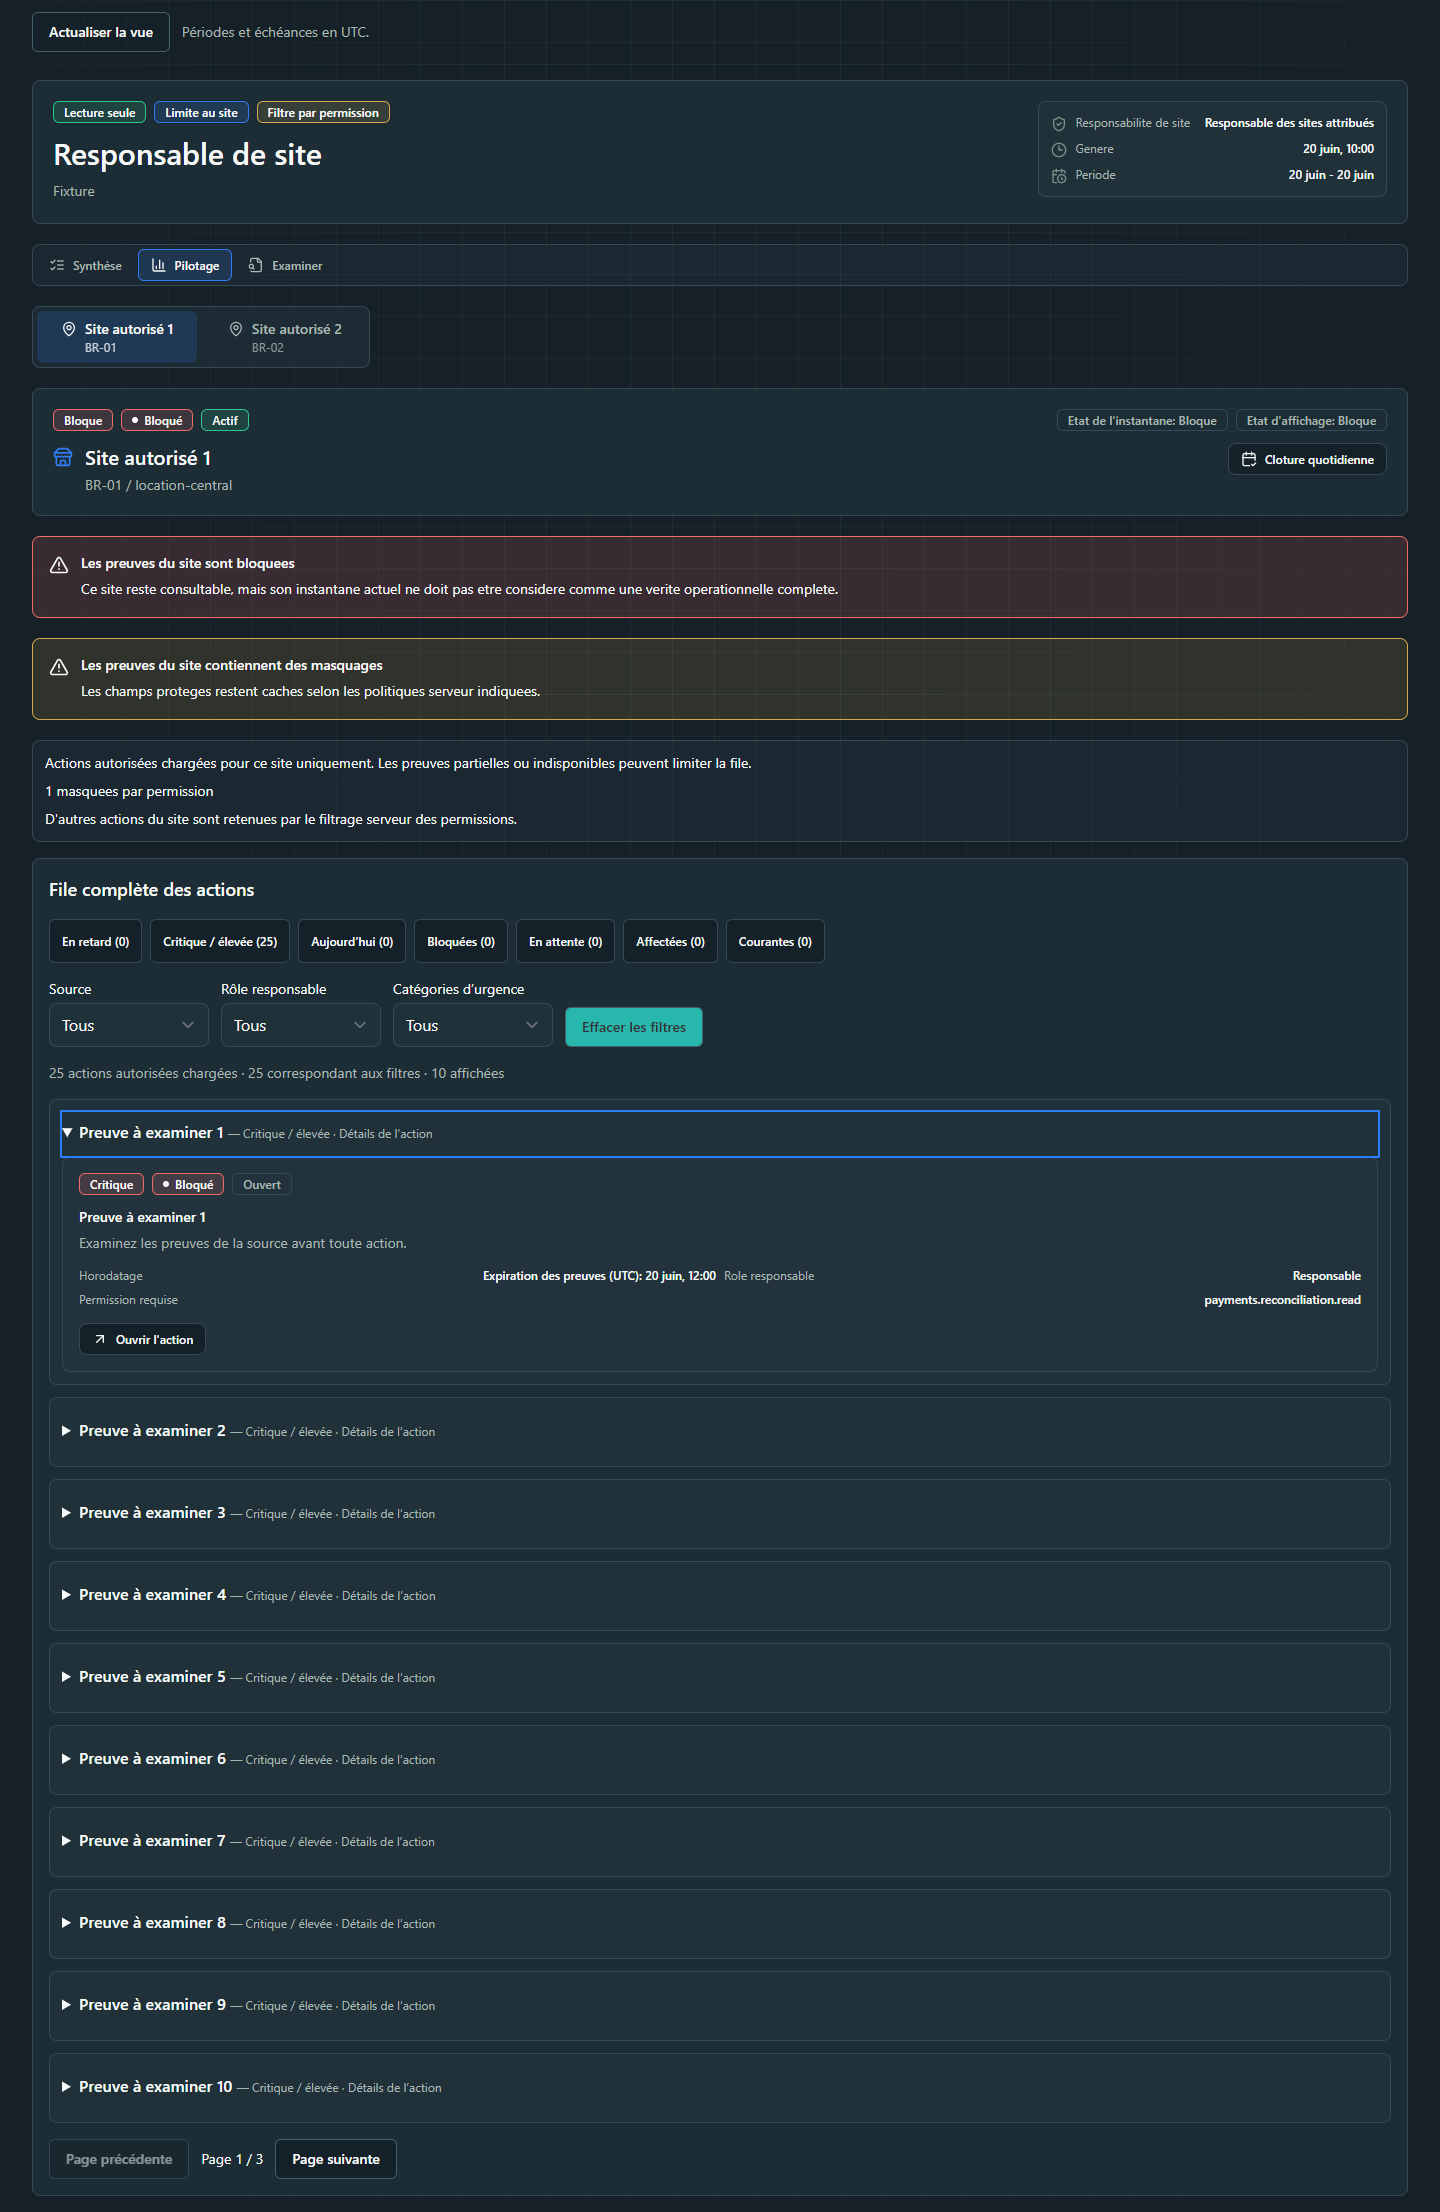 Actualiser la vue
Périodes et échéances en UTC.
Lecture seule
Limite au site
Filtre par permission
Responsable de site
Fixture
Responsabilite de site
Responsable des sites attribués
Genere
20 juin, 10:00
Periode
20 juin - 20 juin
Synthèse
Pilotage
Examiner
Site autorisé 1
BR-01
Site autorisé 2
BR-02
Bloque
Bloqué
Actif
Etat de l'instantane: Bloque
Etat d'affichage: Bloque
Site autorisé 1
BR-01 / location-central
Cloture quotidienne
Les preuves du site sont bloquees
Ce site reste consultable, mais son instantane actuel ne doit pas etre considere comme une verite operationnelle complete.
Les preuves du site contiennent des masquages
Les champs proteges restent caches selon les politiques serveur indiquees.
Actions autorisées chargées pour ce site uniquement. Les preuves partielles ou indisponibles peuvent limiter la file.
1 masquees par permission
D'autres actions du site sont retenues par le filtrage serveur des permissions.
File complète des actions
En retard (0)
Critique / élevée (25)
Aujourd’hui (0)
Bloquées (0)
En attente (0)
Affectées (0)
Courantes (0)
Source
Rôle responsable
Catégories d’urgence
Tous
Tous
Tous
Effacer les filtres
25 actions autorisées chargées · 25 correspondant aux filtres · 10 affichées
Preuve à examiner 1 — Critique / élevée · Détails de l’action
Critique
Bloqué
Ouvert
Preuve à examiner 1
Examinez les preuves de la source avant toute action.
Horodatage
Expiration des preuves (UTC): 20 juin, 12:00
Role responsable
Responsable
Permission requise
payments.reconciliation.read
Ouvrir l'action
Preuve à examiner 2 — Critique / élevée · Détails de l’action
Preuve à examiner 3 — Critique / élevée · Détails de l’action
Preuve à examiner 4 — Critique / élevée · Détails de l’action
Preuve à examiner 5 — Critique / élevée · Détails de l’action
Preuve à examiner 6 — Critique / élevée · Détails de l’action
Preuve à examiner 7 — Critique / élevée · Détails de l’action
Preuve à examiner 8 — Critique / élevée · Détails de l’action
Preuve à examiner 9 — Critique / élevée · Détails de l’action
Preuve à examiner 10 — Critique / élevée · Détails de l’action
Page précédente
Page 1 / 3
Page suivante